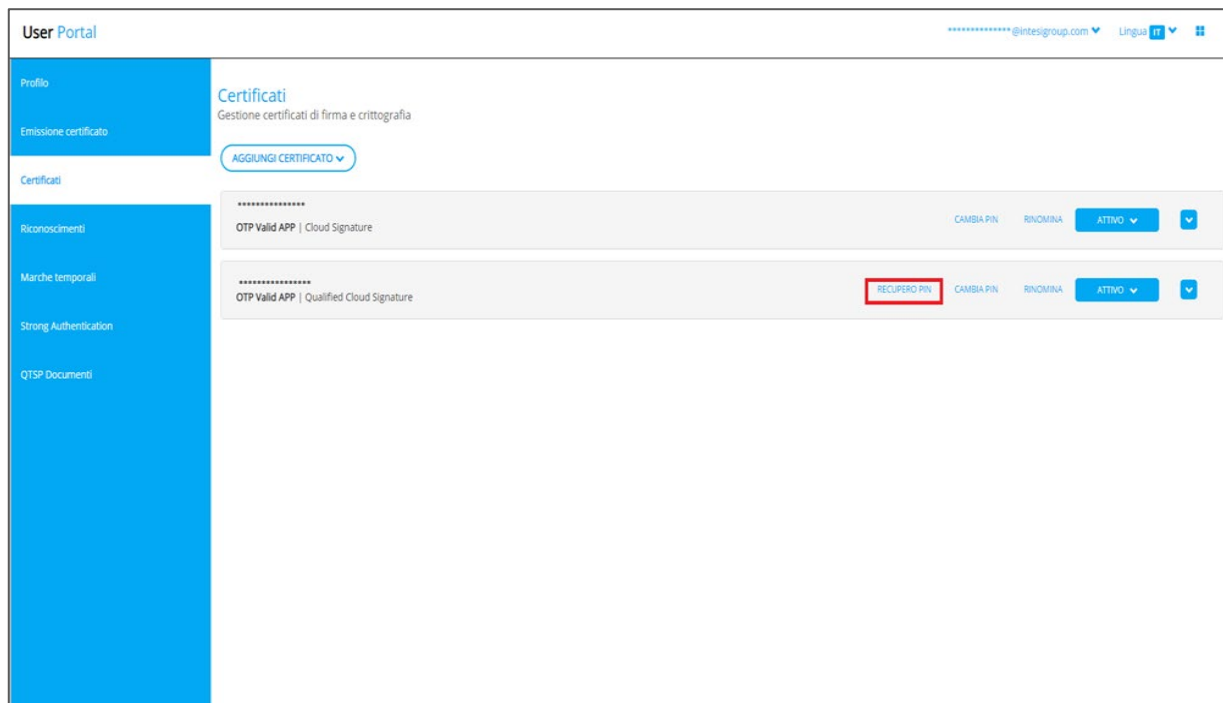 User Portal
**************@intesigroup.com Lingua IT
Profilo
Emissione certificato
Certificati
Riconoscimenti
Marche temporali
Strong Authentication
QTSP Documenti
Certificati
Gestione certificati di firma e crittografia
AGGIUNGI CERTIFICATO
***************
OTP Valid APP | Cloud Signature
CAMBIA PIN RINOMINA ATTIVO
****************
OTP Valid APP | Qualified Cloud Signature
RECUPERO PIN CAMBIA PIN RINOMINA ATTIVO